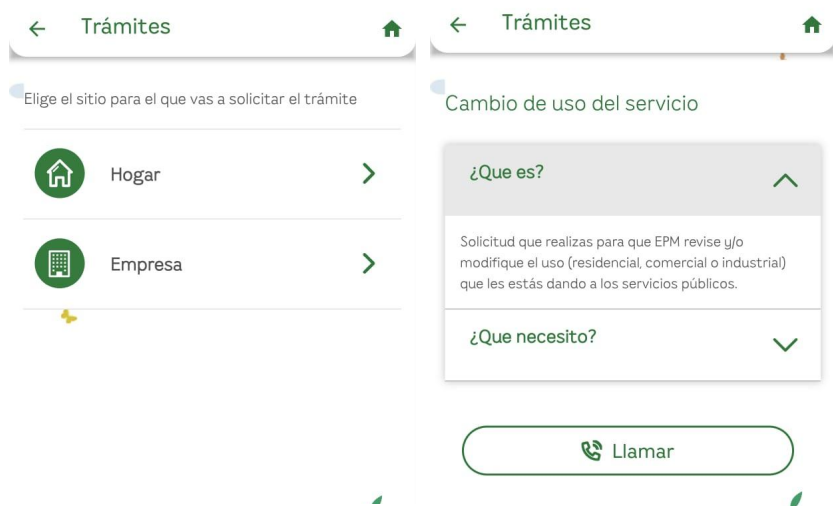 Trámites
Elige el sitio para el que vas a solicitar el trámite
Hogar
Empresa
Trámites
Cambio de uso del servicio
¿Que es?
Solicitud que realizas para que EPM revise y/o
modifique el uso (residencial, comercial o industrial)
que les estás dando a los servicios públicos.
¿Que necesito?
Llamar